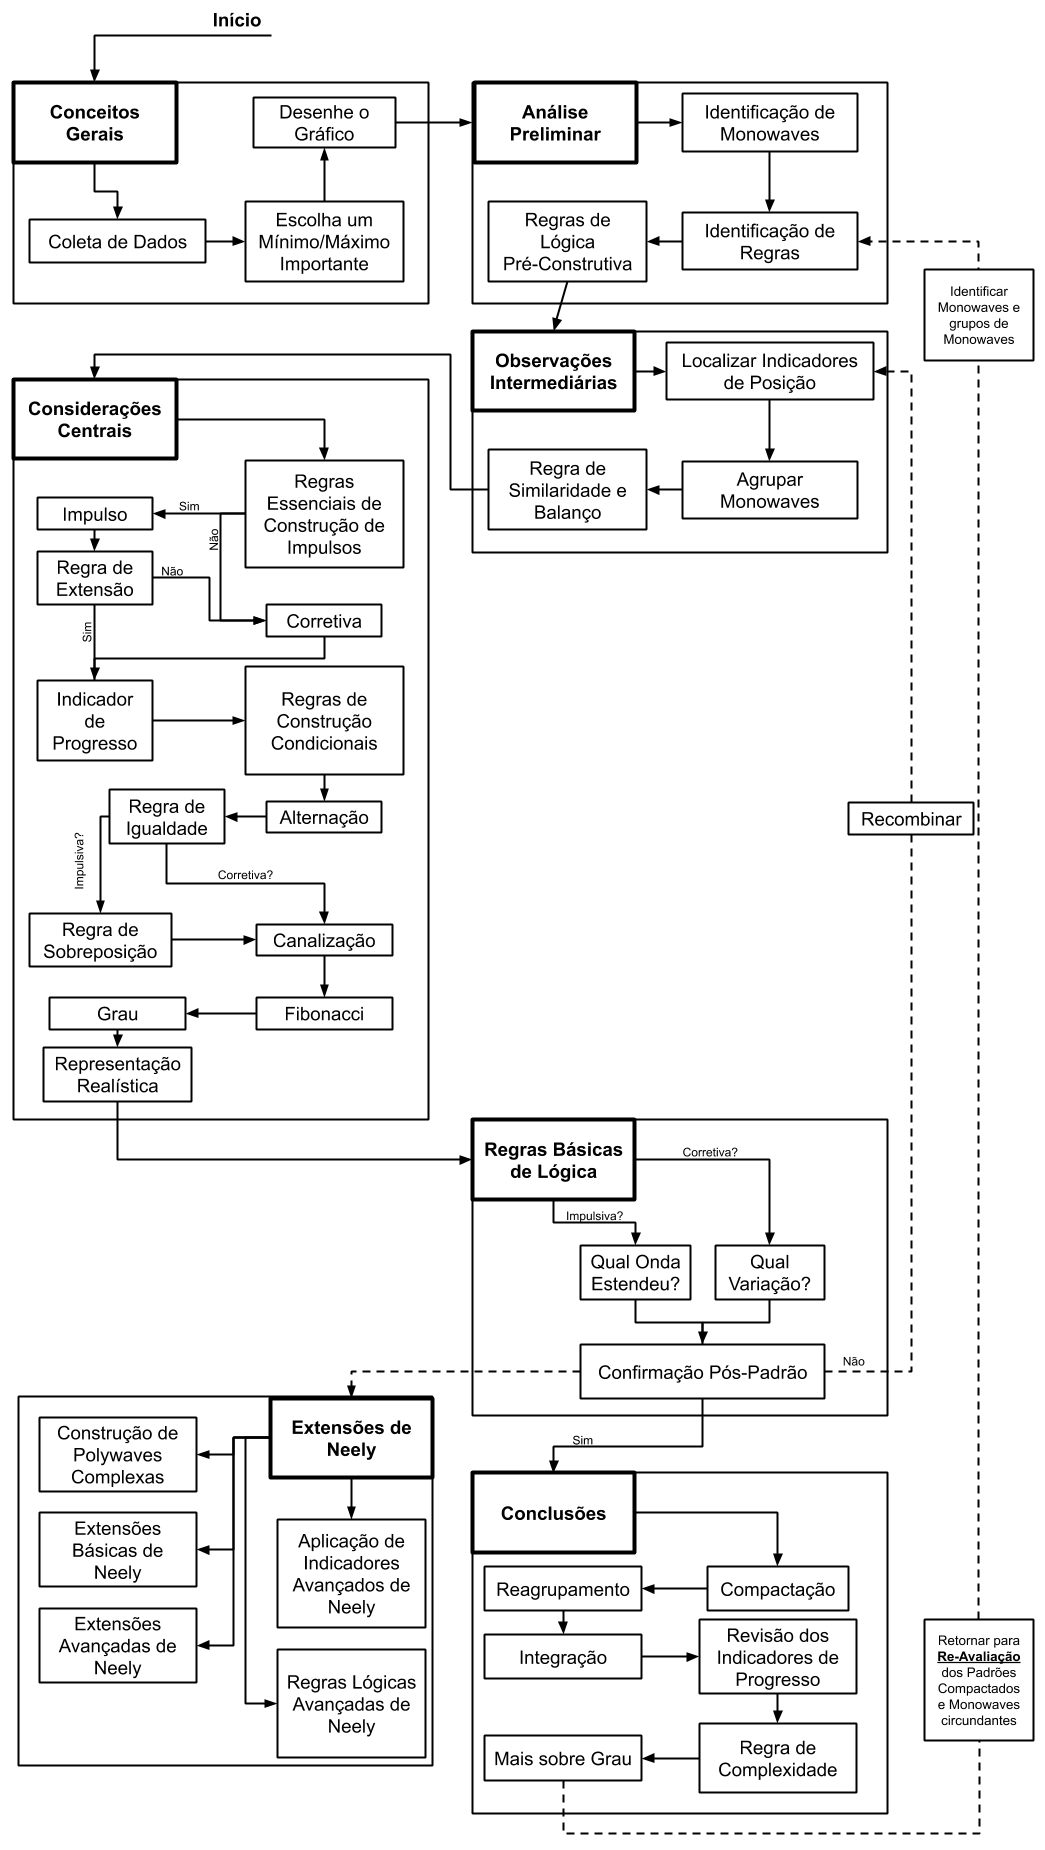 Início
Conceitos
Gerais
Desenhe o
Gráfico
Coleta de Dados
Escolha um
Mínimo/Máximo
Importante
Análise
Preliminar
Identificação de
Monowaves
Regras de
Lógica
Pré-Construtiva
Identificação de
Regras
Identificar
Monowaves e
grupos de
Monowaves
Observações
Intermediárias
Localizar Indicadores
de Posição
Regra de
Similaridade e
Balanço
Agrupar
Monowaves
Considerações
Centrais
Regras
Essenciais de
Construção de
Impulsos
Sim
Impulso
Não
Regra de
Extensão
Não
Corretiva
Sim
Indicador
de
Progresso
Regras de
Construção
Condicionais
Regra de
Igualdade
Alternação
Impulsiva?
Corretiva?
Regra de
Sobreposição
Canalização
Grau
Fibonacci
Representação
Realística
Recombinar
Regras Básicas
de Lógica
Corretiva?
Impulsiva?
Qual Onda
Estendeu?
Qual
Variação?
Confirmação Pós-Padrão
Não
Sim
Extensões de
Neely
Construção de
Polywaves
Complexas
Extensões
Básicas de
Neely
Extensões
Avançadas de
Neely
Aplicação de
Indicadores
Avançados de
Neely
Regras Lógicas
Avançadas de
Neely
Conclusões
Reagrupamento
Compactação
Integração
Revisão dos
Indicadores de
Progresso
Mais sobre Grau
Regra de
Complexidade
Retornar para
Re-Avaliação
dos Padrões
Compactados
e Monowaves
circundantes